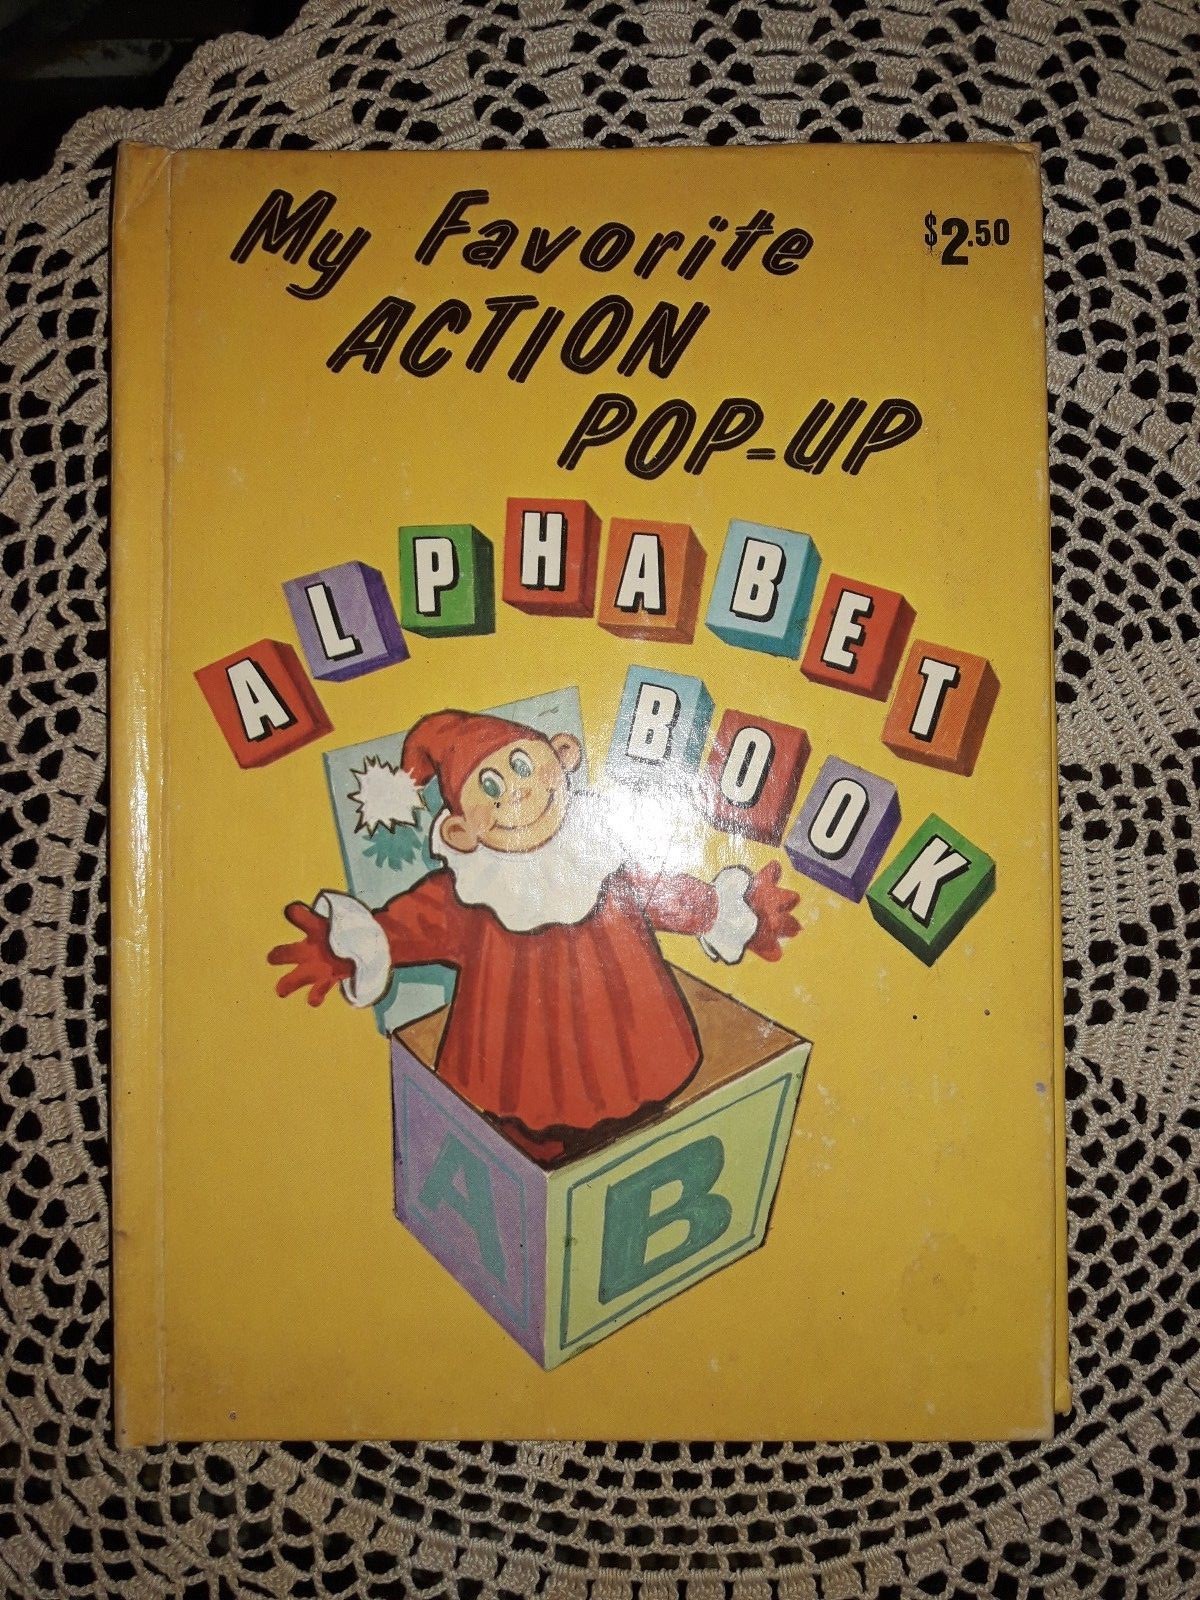 My Favorite
$2.50
ACTION
POP-UP
ALPHABET
BOOK
A B